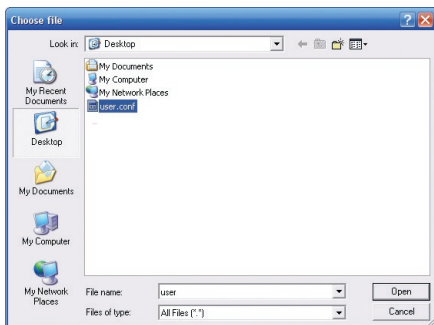 Choose file
Look in:
Desktop
My Recent
Documents
Desktop
My Documents
My Computer
My Network
Places
My Documents
My Computer
My Network Places
user.conf
File name:
user
Open
Files of type:
All Files (*.*)
Cancel